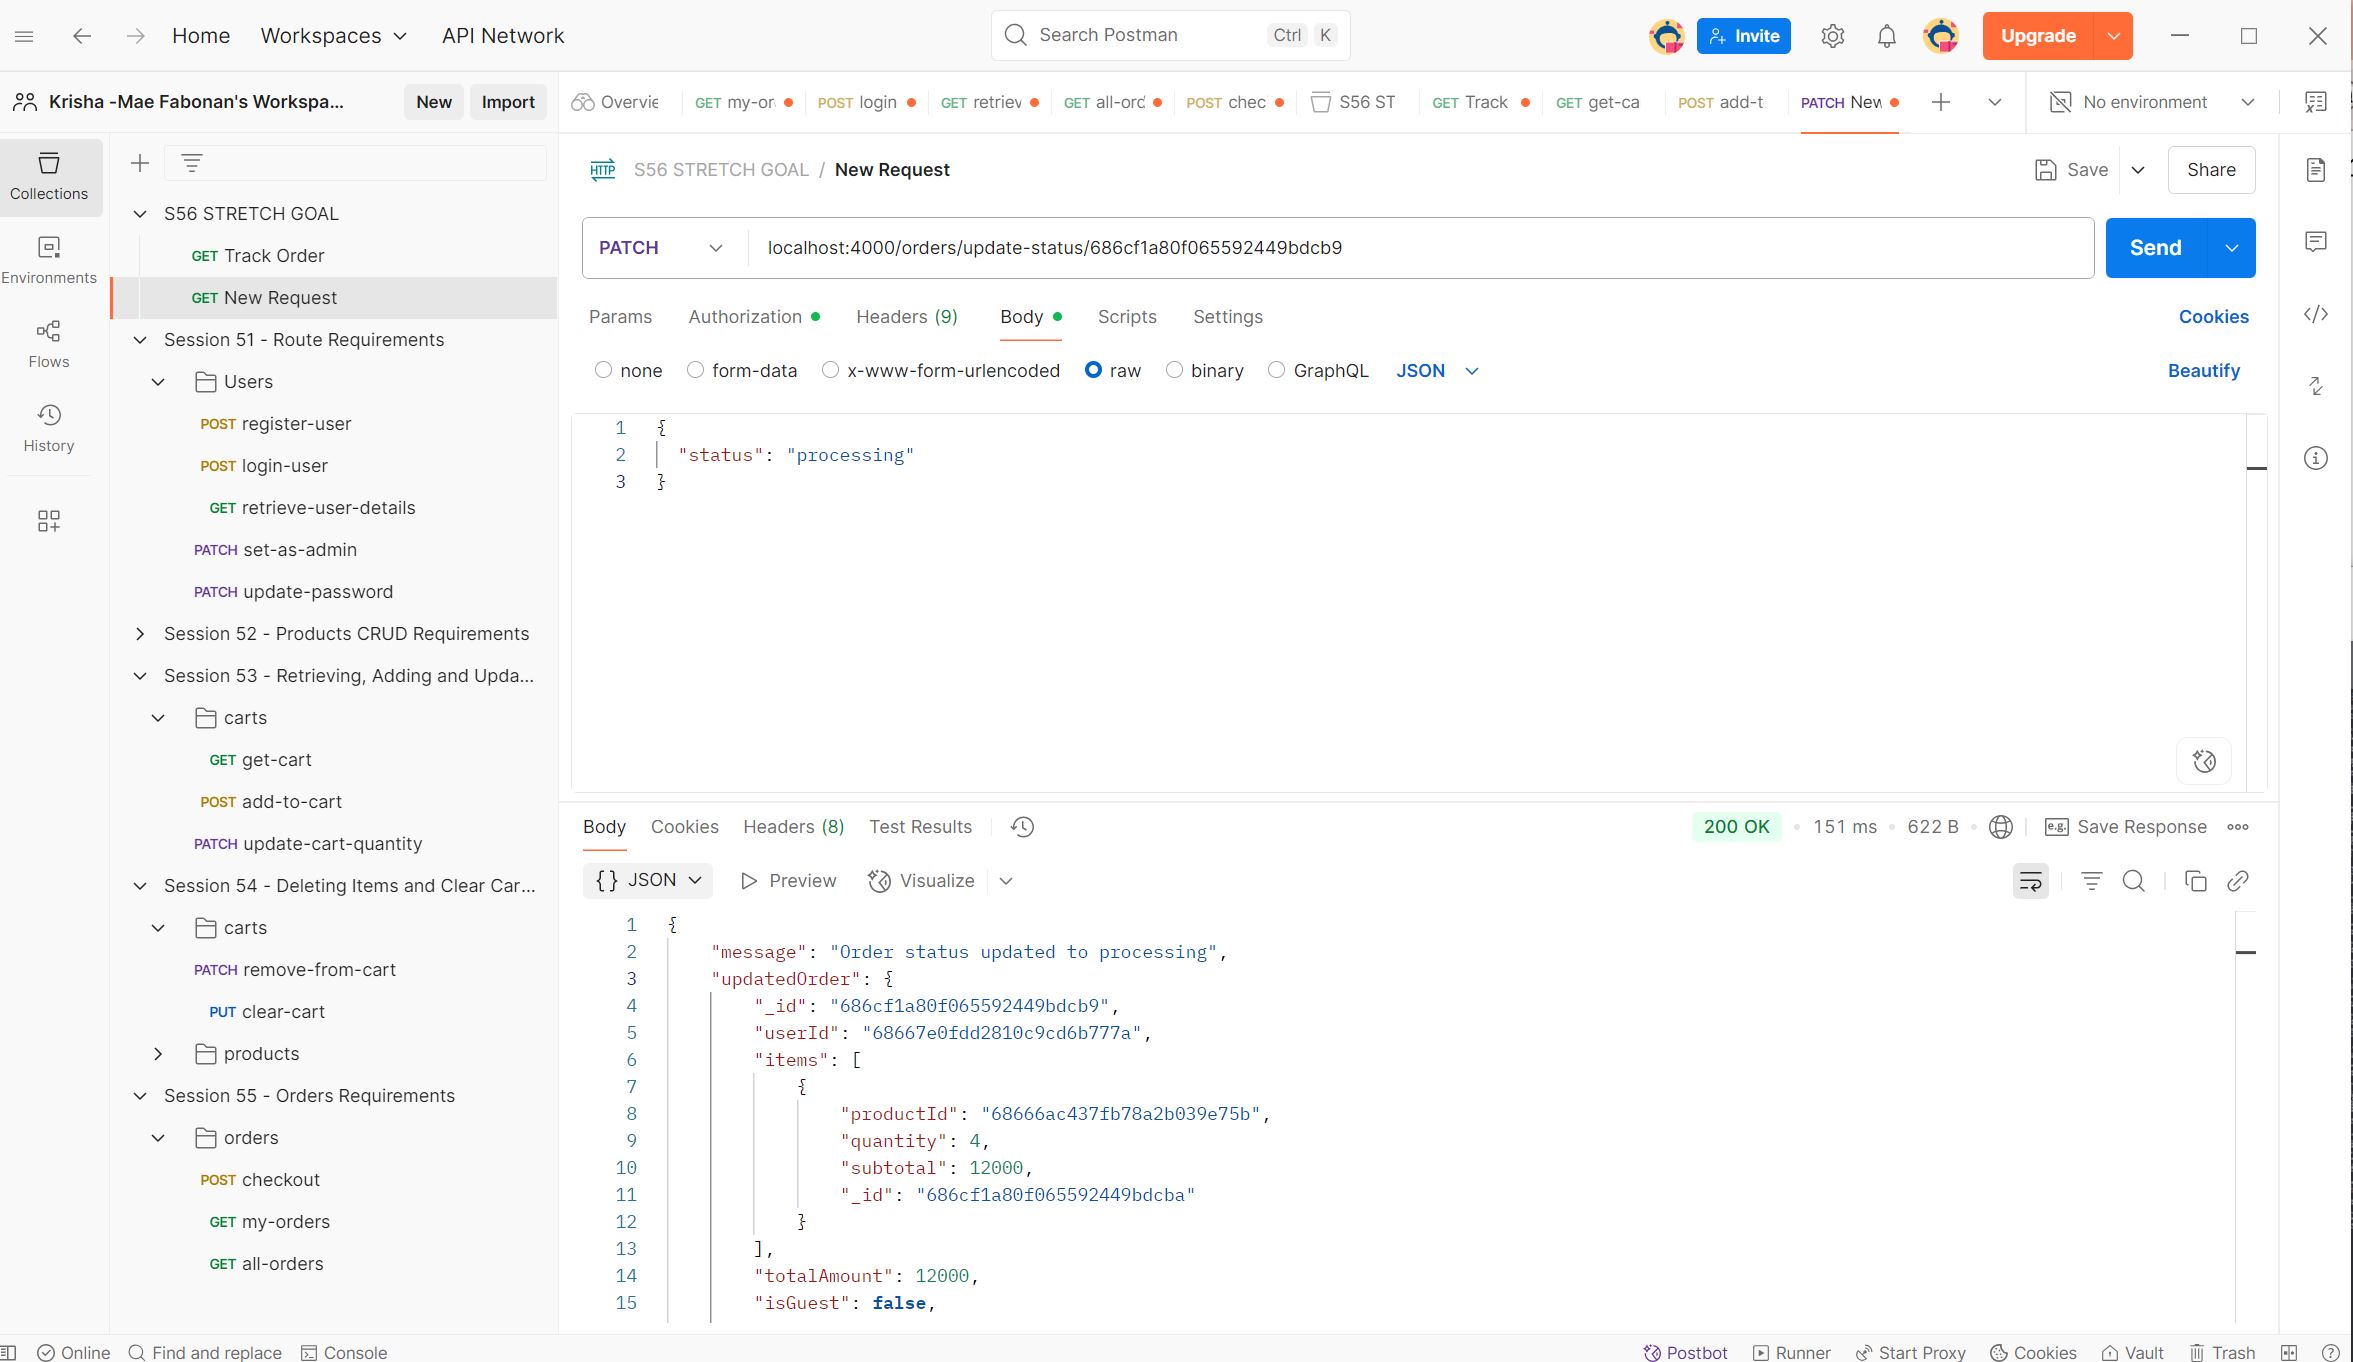 Home Workspaces API Network Search Postman Ctrl K Invite Upgrade
Krisha -Mae Fabonan's Workspa... New Import Overvie GET my-or POST login GET retriev GET all-ord POST chec S56 ST GET Track GET get-ca POST add-t PATCH New No environment
Collections
Environments
Flows
History
S56 STRETCH GOAL
GET Track Order
GET New Request
Session 51 - Route Requirements
Users
POST register-user
POST login-user
GET retrieve-user-details
PATCH set-as-admin
PATCH update-password
Session 52 - Products CRUD Requirements
Session 53 - Retrieving, Adding and Upda...
carts
GET get-cart
POST add-to-cart
PATCH update-cart-quantity
Session 54 - Deleting Items and Clear Car...
carts
PATCH remove-from-cart
PUT clear-cart
products
Session 55 - Orders Requirements
orders
POST checkout
GET my-orders
GET all-orders
HTTP S56 STRETCH GOAL / New Request Save Share
PATCH localhost:4000/orders/update-status/686cf1a80f065592449bdcb9 Send
Params Authorization Headers (9) Body Scripts Settings Cookies
none form-data x-www-form-urlencoded raw binary GraphQL JSON Beautify
1 {
2 "status": "processing"
3 }
Body Cookies Headers (8) Test Results 200 OK 151 ms 622 B e.g. Save Response
{} JSON Preview Visualize
1 {
2 "message": "Order status updated to processing",
3 "updatedOrder": {
4 "_id": "686cf1a80f065592449bdcb9",
5 "userId": "68667e0fdd2810c9cd6b777a",
6 "items": [
7 {
8 "productId": "68666ac437fb78a2b039e75b",
9 "quantity": 4,
10 "subtotal": 12000,
11 "_id": "686cf1a80f065592449bdcba"
12 }
13 ],
14 "totalAmount": 12000,
15 "isGuest": false,
Online Find and replace Console Postbot Runner Start Proxy Cookies Vault Trash